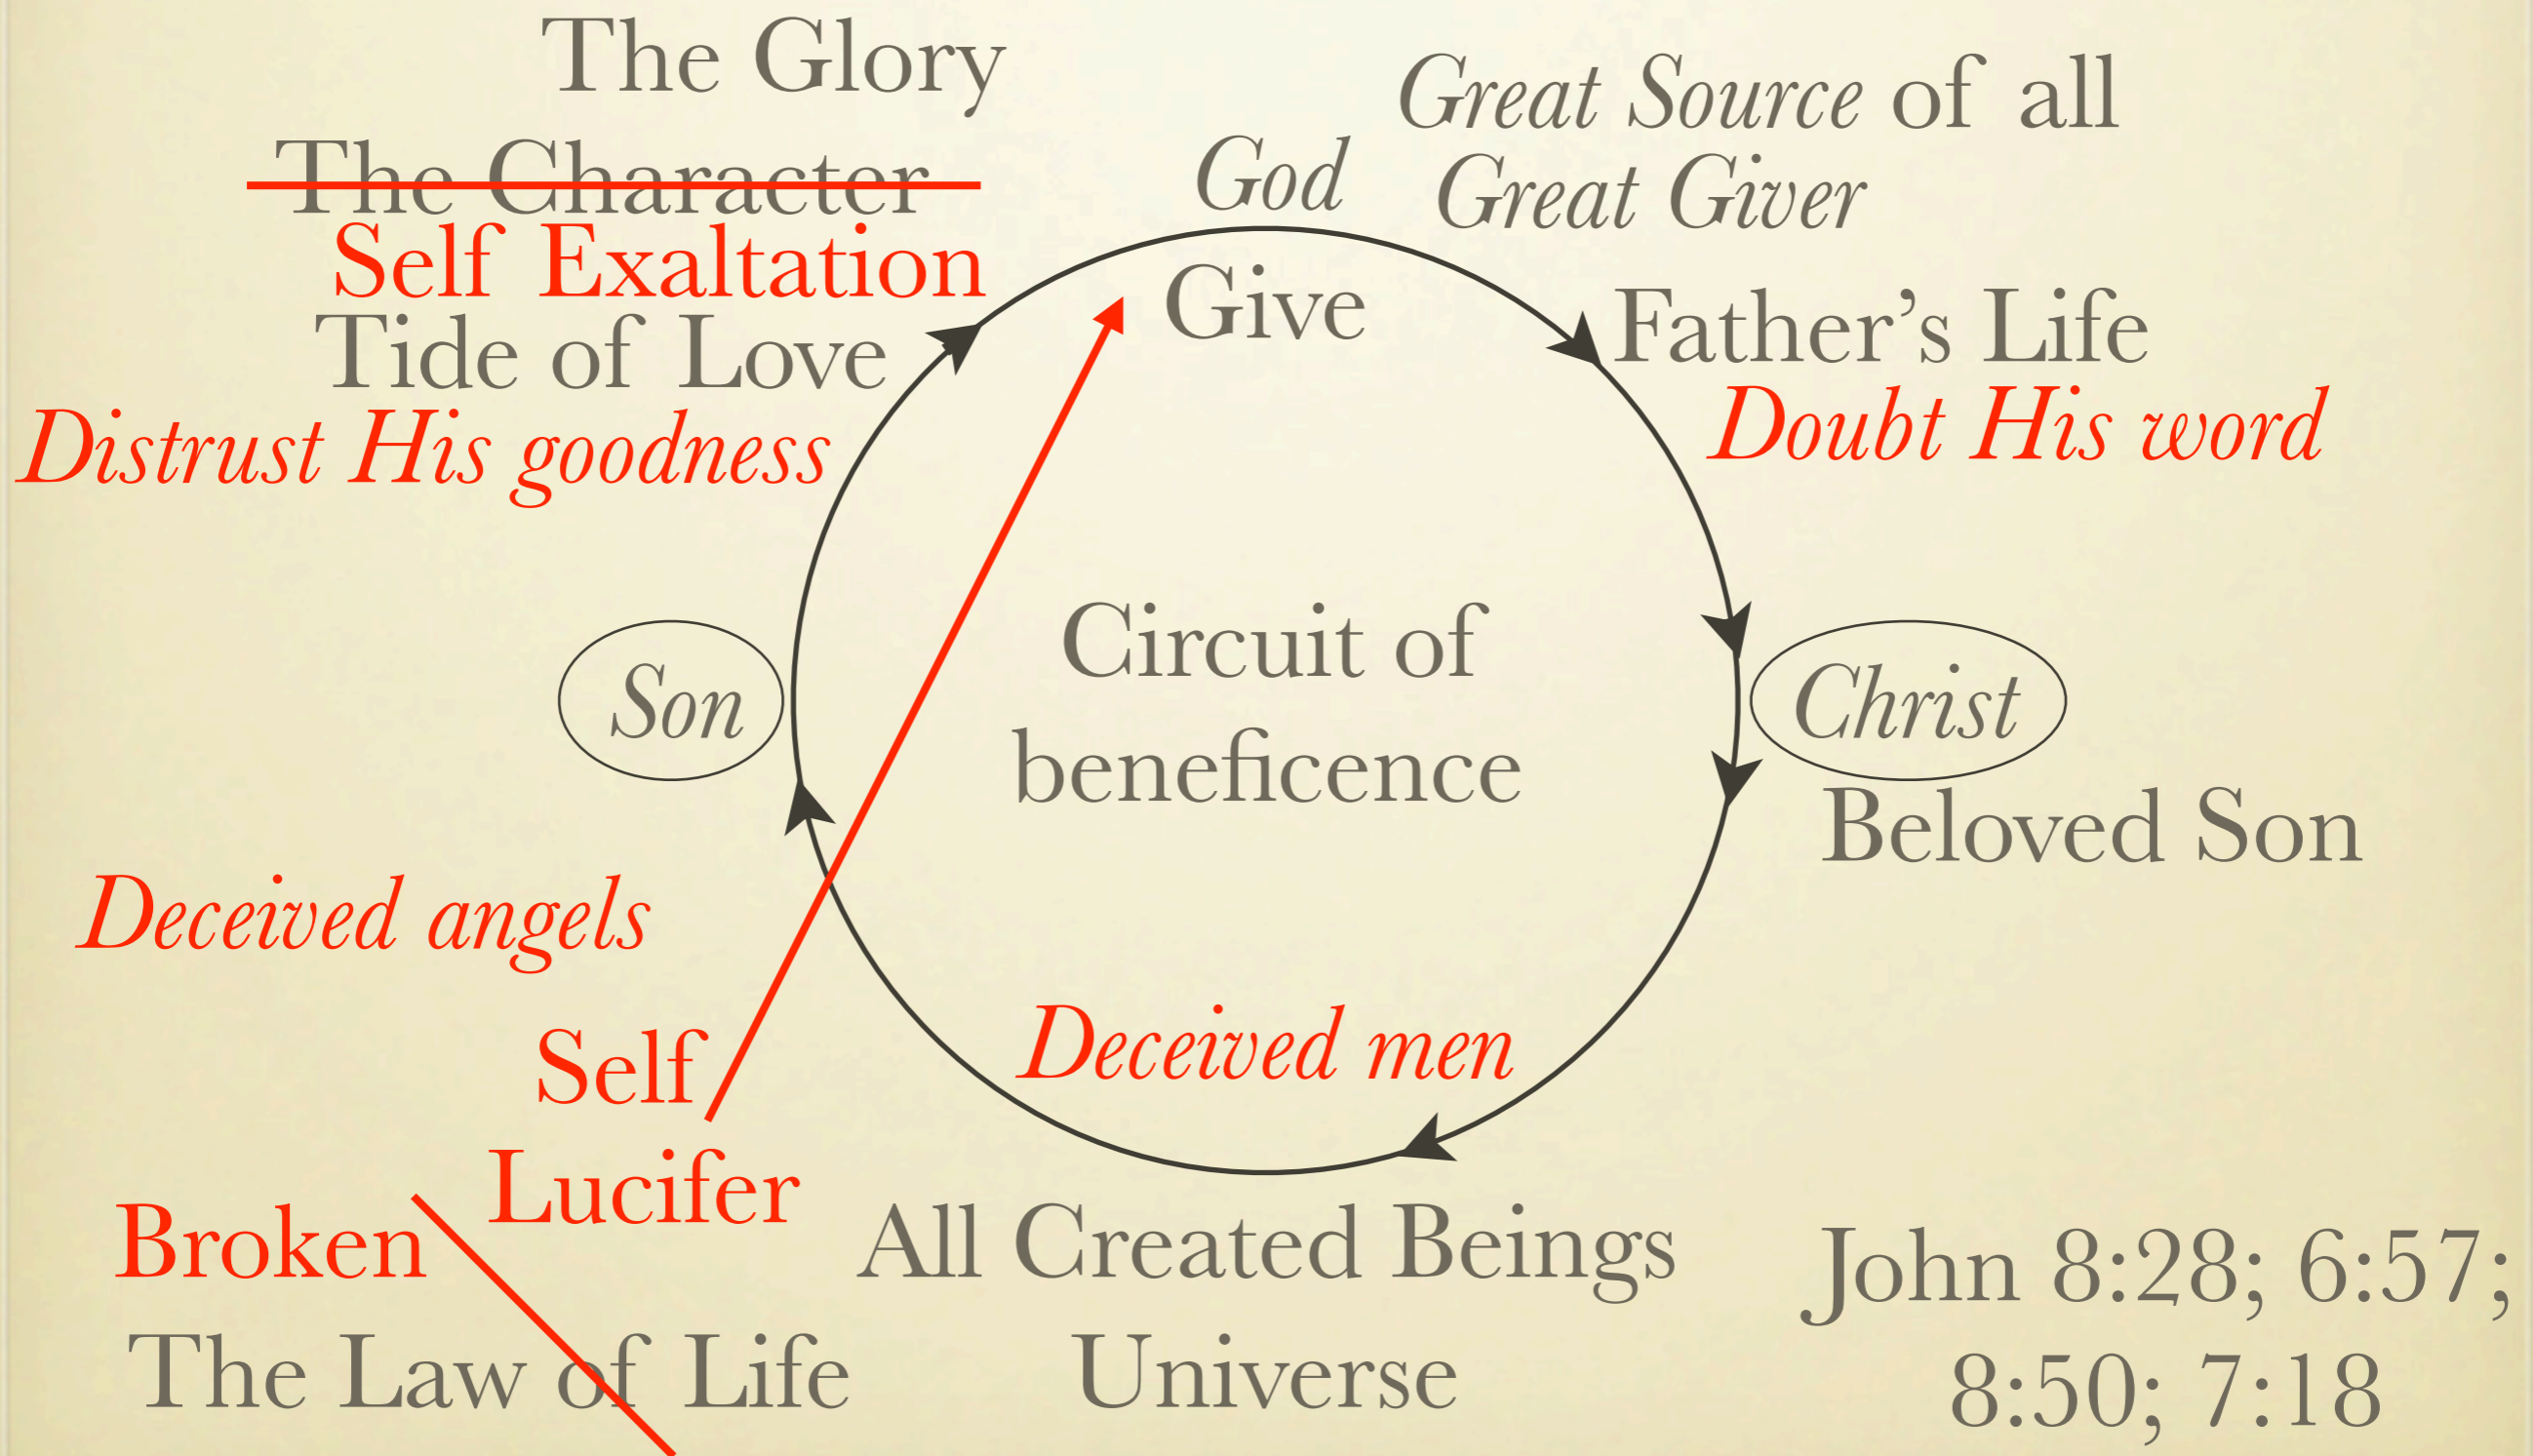 The Glory
Great Source of all
God
Great Giver
The Character
Self Exaltation
Give
Father’s Life
Tide of Love
Doubt His word
Distrust His goodness
Circuit of
beneficence
Son
Christ
Beloved Son
Deceived angels
Deceived men
Self
Lucifer
Broken
The Law of Life
All Created Beings
Universe
John 8:28; 6:57;
8:50; 7:18